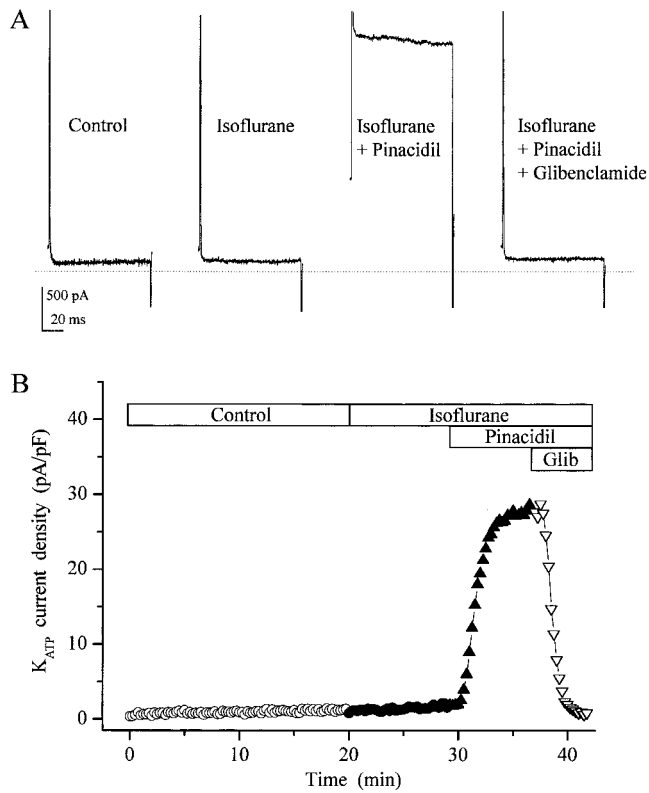 A
Control
Isoflurane
Isoflurane
+ Pinacidil
Isoflurane
+ Pinacidil
+ Glibenclamide
500 pA
20 ms
B
Control
Isoflurane
Pinacidil
Glib
K_ATP current density (pA/pF)
40
30
20
10
0
0
10
20
30
40
Time (min)